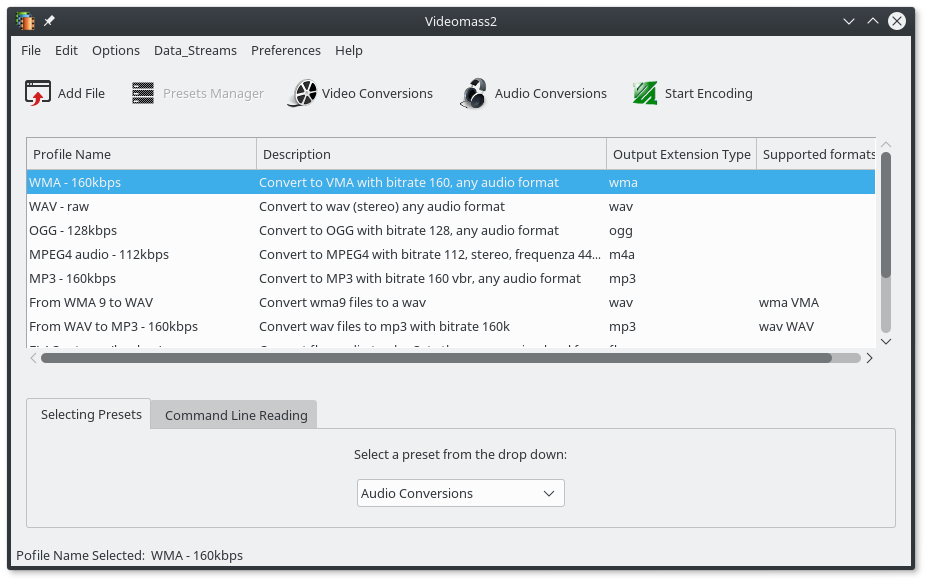 Videomass2
File Edit Options Data_Streams Preferences Help
Add File Presets Manager Video Conversions Audio Conversions Start Encoding
Profile Name Description Output Extension Type Supported formats
WMA - 160kbps Convert to VMA with bitrate 160, any audio format wma
WAV - raw Convert to wav (stereo) any audio format wav
OGG - 128kbps Convert to OGG with bitrate 128, any audio format ogg
MPEG4 audio - 112kbps Convert to MPEG4 with bitrate 112, stereo, frequenza 44... m4a
MP3 - 160kbps Convert to MP3 with bitrate 160 vbr, any audio format mp3
From WMA 9 to WAV Convert wma9 files to a wav wav wma VMA
From WAV to MP3 - 160kbps Convert wav files to mp3 with bitrate 160k mp3 wav WAV
Selecting Presets Command Line Reading
Select a preset from the drop down:
Audio Conversions
Pofile Name Selected: WMA - 160kbps